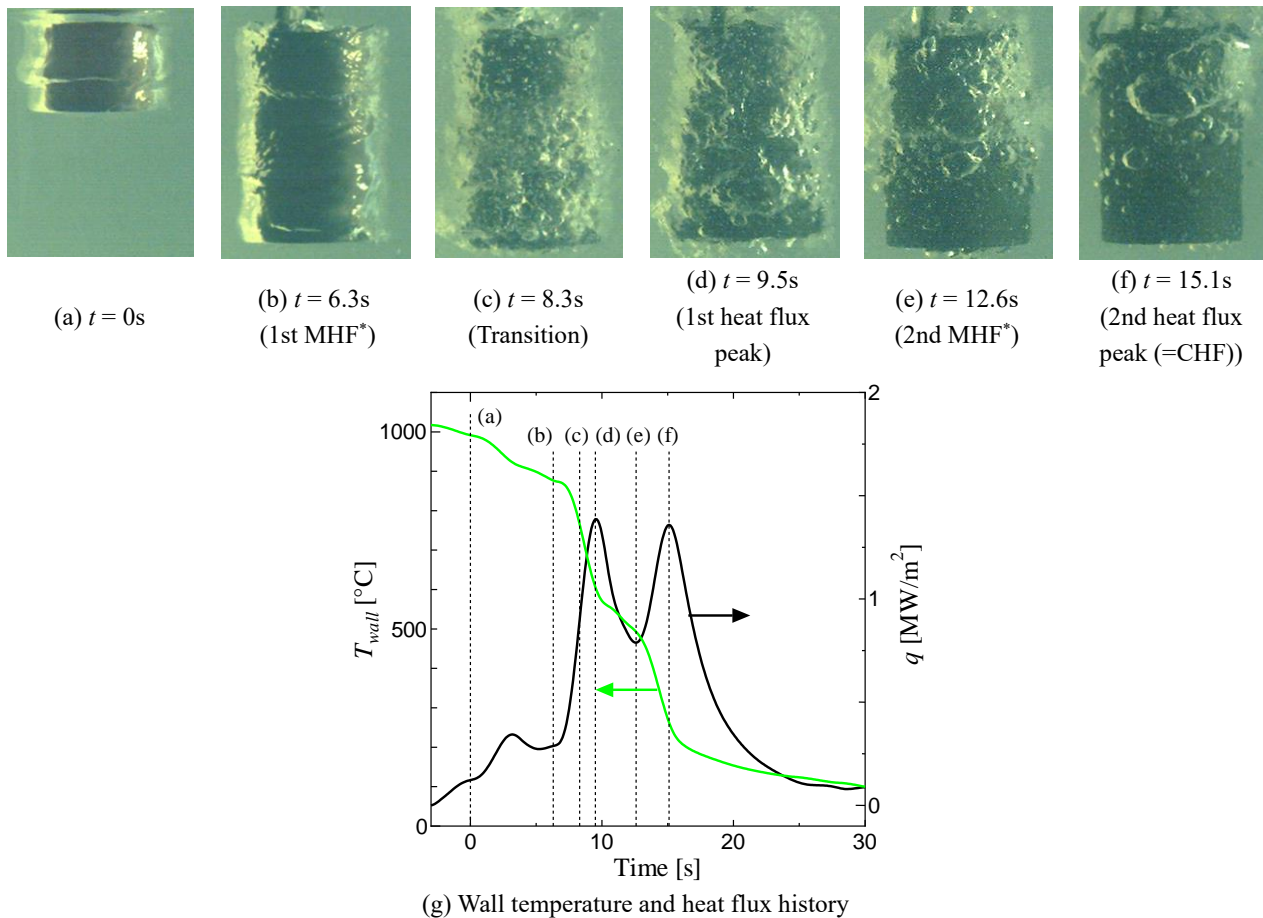 (a) t = 0s
(b) t = 6.3s
(1st MHF*)
(c) t = 8.3s
(Transition)
(d) t = 9.5s
(1st heat flux
peak)
(e) t = 12.6s
(2nd MHF*)
(f) t = 15.1s
(2nd heat flux
peak (=CHF))
2
1000
(a)
(b)
(c)
(d)
(e)
(f)
T_wall [°C]
500
1
q [MW/m²]
0
0
0
10
20
30
Time [s]
(g) Wall temperature and heat flux history